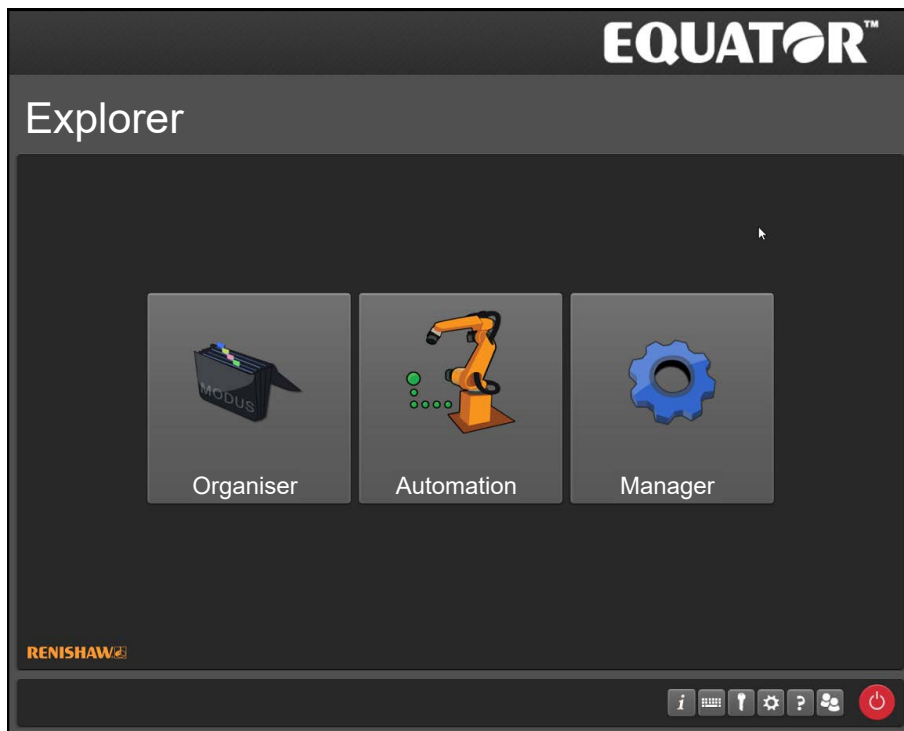 EQUATOR™
Explorer
MODUS
Organiser
Automation
Manager
RENISHAW
i
?